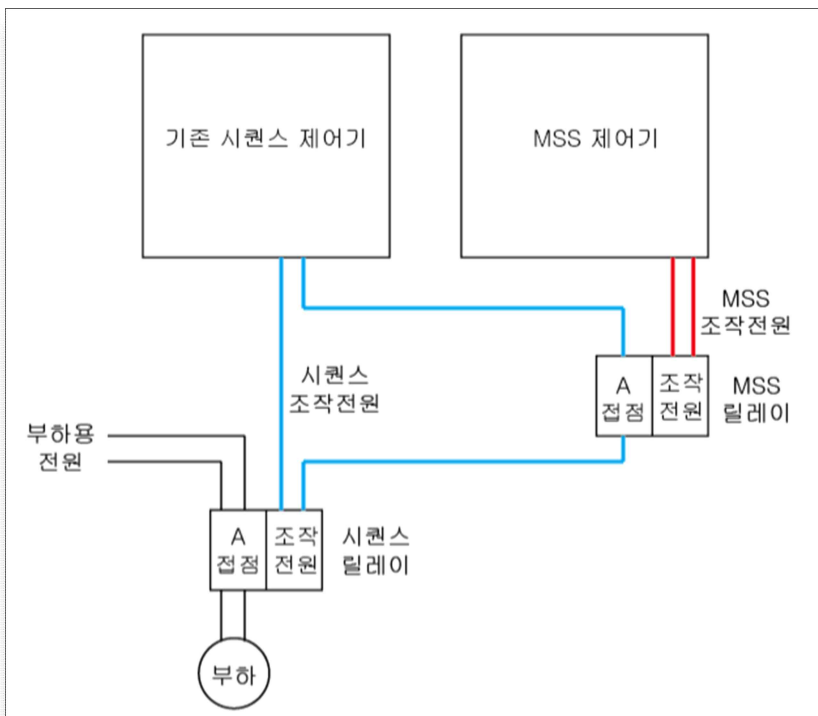 기존 시퀀스 제어기
MSS 제어기
MSS
조작전원
시퀀스
조작전원
A
접점
조작
전원
MSS
릴레이
부하용
전원
A
접점
조작
전원
시퀀스
릴레이
부하